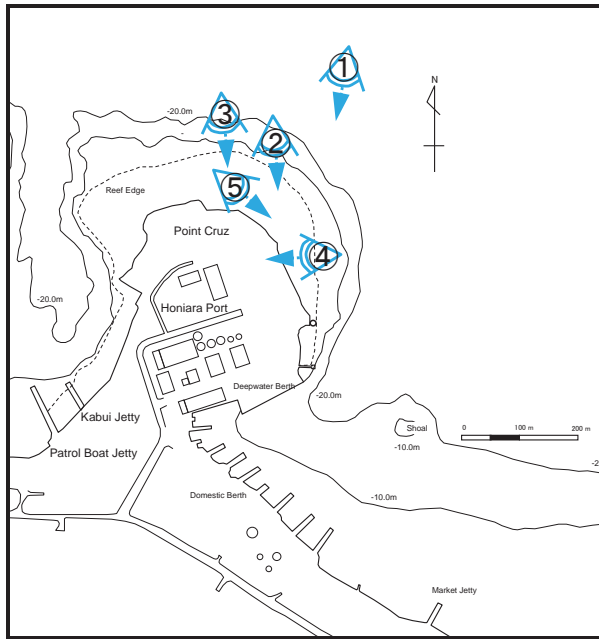 1
N
3
-20.0m
2
5
Reef Edge
Point Cruz
4
-20.0m
Honiara Port
Deepwater Berth
-20.0m
Kabui Jetty
Shoal
0 100 m 200 m
-10.0m
Patrol Boat Jetty
-2
Domestic Berth
-10.0m
Market Jetty